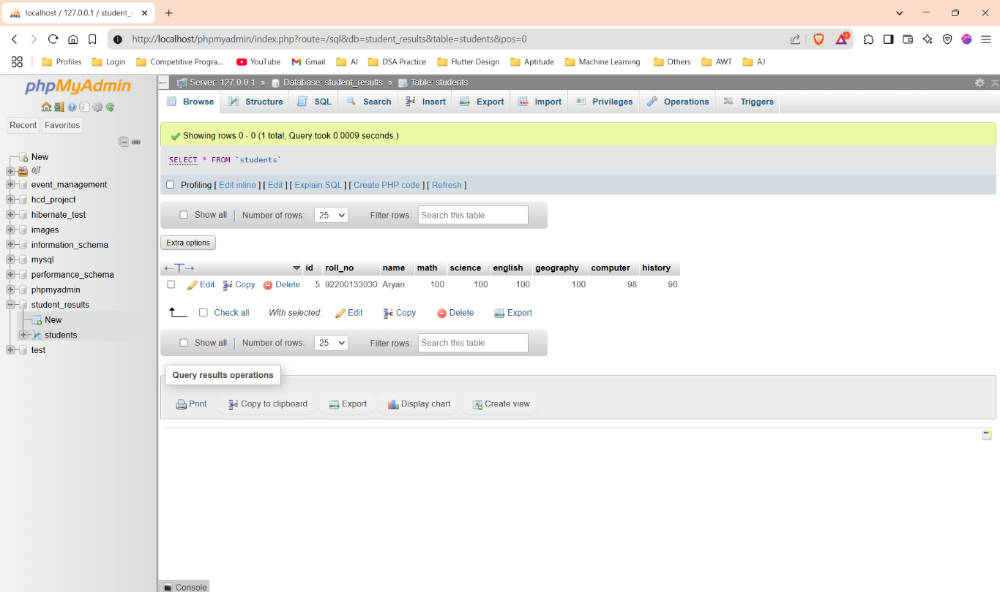 localhost / 127.0.0.1 / student_
http://localhost/phpmyadmin/index.php?route=/sql&db=student_results&table=students&pos=0
1
Profiles Login Competitive Progra... YouTube Gmail AI DSA Practice Flutter Design Aptitude Machine Learning Others AWT AJ
phpMyAdmin
Recent Favorites
New
ajt
event_management
hcd_project
hibernate_test
images
information_schema
mysql
performance_schema
phpmyadmin
student_results
New
students
test
Server: 127.0.0.1 » Database: student_results » Table: students
Browse Structure SQL Search Insert Export Import Privileges Operations Triggers
Showing rows 0 - 0 (1 total, Query took 0.0009 seconds.)
SELECT * FROM `students`
Profiling [ Edit inline ] [ Edit ] [ Explain SQL ] [ Create PHP code ] [ Refresh ]
Show all Number of rows: 25 Filter rows: Search this table
Extra options
id roll_no name math science english geography computer history
Edit Copy Delete 5 92200133030 Aryan 100 100 100 100 98 96
Check all With selected: Edit Copy Delete Export
Show all Number of rows: 25 Filter rows: Search this table
Query results operations
Print Copy to clipboard Export Display chart Create view
Console